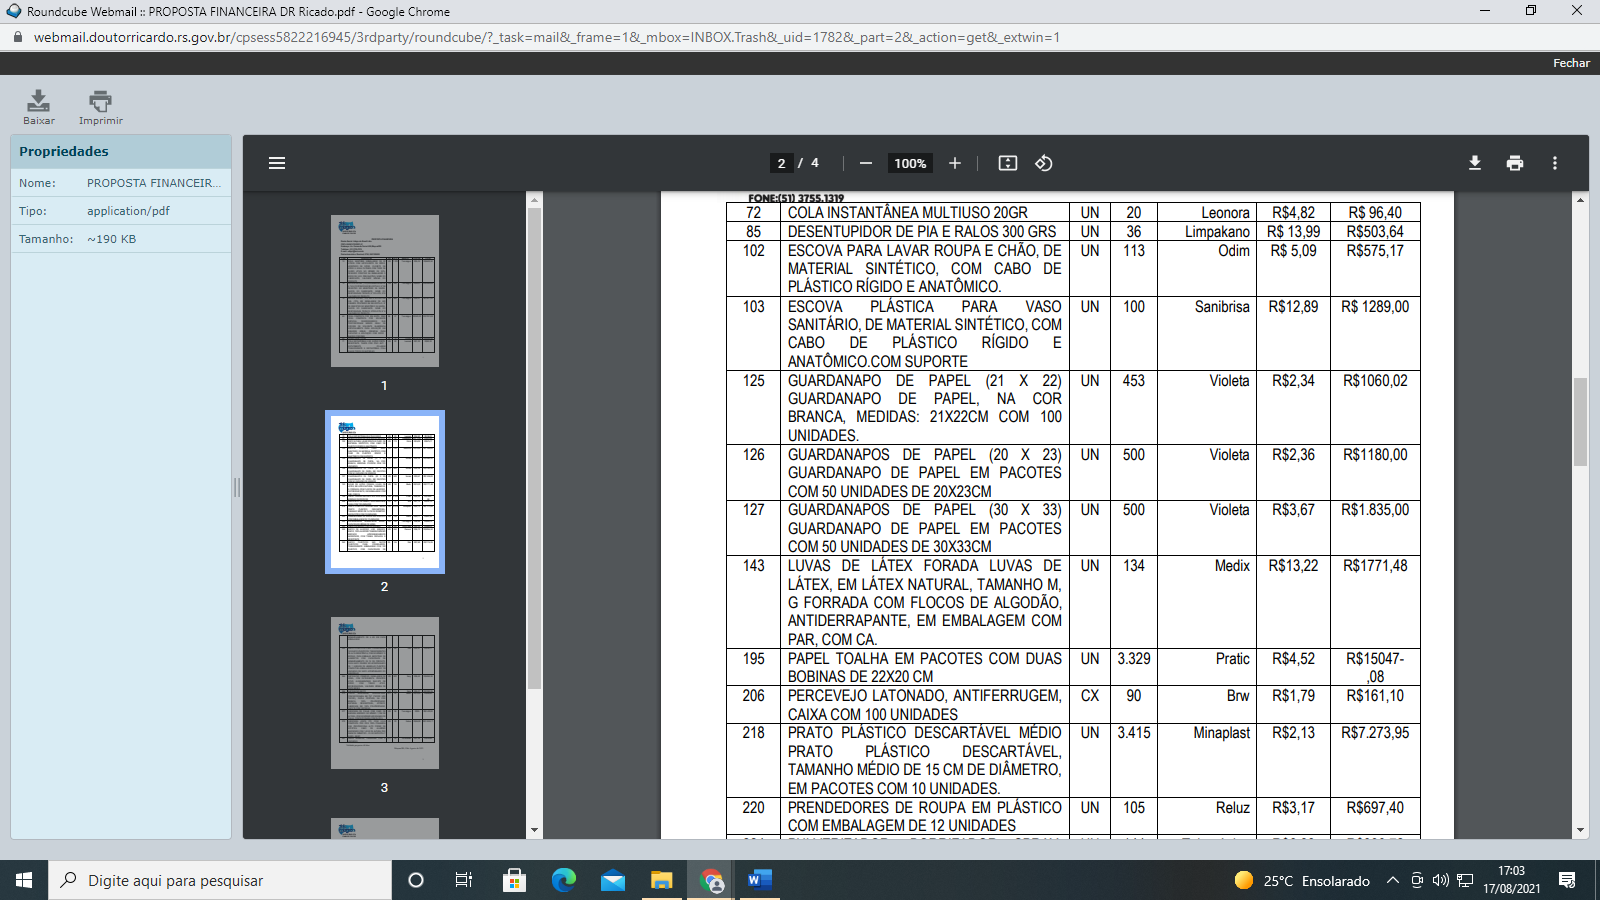 Roundcube Webmail :: PROPOSTA FINANCEIRA DR Ricado.pdf - Google Chrome
webmail.doutorricardo.rs.gov.br/cpsess5822216945/3rdparty/roundcube/?_task=mail&_frame=1&_mbox=INBOX.Trash&_uid=1782&_part=2&_action=get&_extwin=1
Fechar
Baixar Imprimir
Propriedades
Nome: PROPOSTA FINANCEIR...
Tipo: application/pdf
Tamanho: ~190 KB
2 / 4 100%
1
2
3
FONE:(51) 3755.1319
72 COLA INSTANTÂNEA MULTIUSO 20GR UN 20 Leonora R$4,82 R$ 96,40
85 DESENTUPIDOR DE PIA E RALOS 300 GRS UN 36 Limpakano R$ 13,99 R$503,64
102 ESCOVA PARA LAVAR ROUPA E CHÃO, DE UN 113 Odim R$ 5,09 R$575,17
MATERIAL SINTÉTICO, COM CABO DE
PLÁSTICO RÍGIDO E ANATÔMICO.
103 ESCOVA PLÁSTICA PARA VASO UN 100 Sanibrisa R$12,89 R$ 1289,00
SANITÁRIO, DE MATERIAL SINTÉTICO, COM
CABO DE PLÁSTICO RÍGIDO E
ANATÔMICO.COM SUPORTE
125 GUARDANAPO DE PAPEL (21 X 22) UN 453 Violeta R$2,34 R$1060,02
GUARDANAPO DE PAPEL, NA COR
BRANCA, MEDIDAS: 21X22CM COM 100
UNIDADES.
126 GUARDANAPOS DE PAPEL (20 X 23) UN 500 Violeta R$2,36 R$1180,00
GUARDANAPO DE PAPEL EM PACOTES
COM 50 UNIDADES DE 20X23CM
127 GUARDANAPOS DE PAPEL (30 X 33) UN 500 Violeta R$3,67 R$1.835,00
GUARDANAPO DE PAPEL EM PACOTES
COM 50 UNIDADES DE 30X33CM
143 LUVAS DE LÁTEX FORADA LUVAS DE UN 134 Medix R$13,22 R$1771,48
LÁTEX, EM LÁTEX NATURAL, TAMANHO M,
G FORRADA COM FLOCOS DE ALGODÃO,
ANTIDERRAPANTE, EM EMBALAGEM COM
PAR, COM CA.
195 PAPEL TOALHA EM PACOTES COM DUAS UN 3.329 Pratic R$4,52 R$15047-
BOBINAS DE 22X20 CM ,08
206 PERCEVEJO LATONADO, ANTIFERRUGEM, CX 90 Brw R$1,79 R$161,10
CAIXA COM 100 UNIDADES
218 PRATO PLÁSTICO DESCARTÁVEL MÉDIO UN 3.415 Minaplast R$2,13 R$7.273,95
PRATO PLÁSTICO DESCARTÁVEL,
TAMANHO MÉDIO DE 15 CM DE DIÂMETRO,
EM PACOTES COM 10 UNIDADES.
220 PRENDEDORES DE ROUPA EM PLÁSTICO UN 105 Reluz R$3,17 R$697,40
COM EMBALAGEM DE 12 UNIDADES
Digite aqui para pesquisar
25°C Ensolarado
17:03
17/08/2021